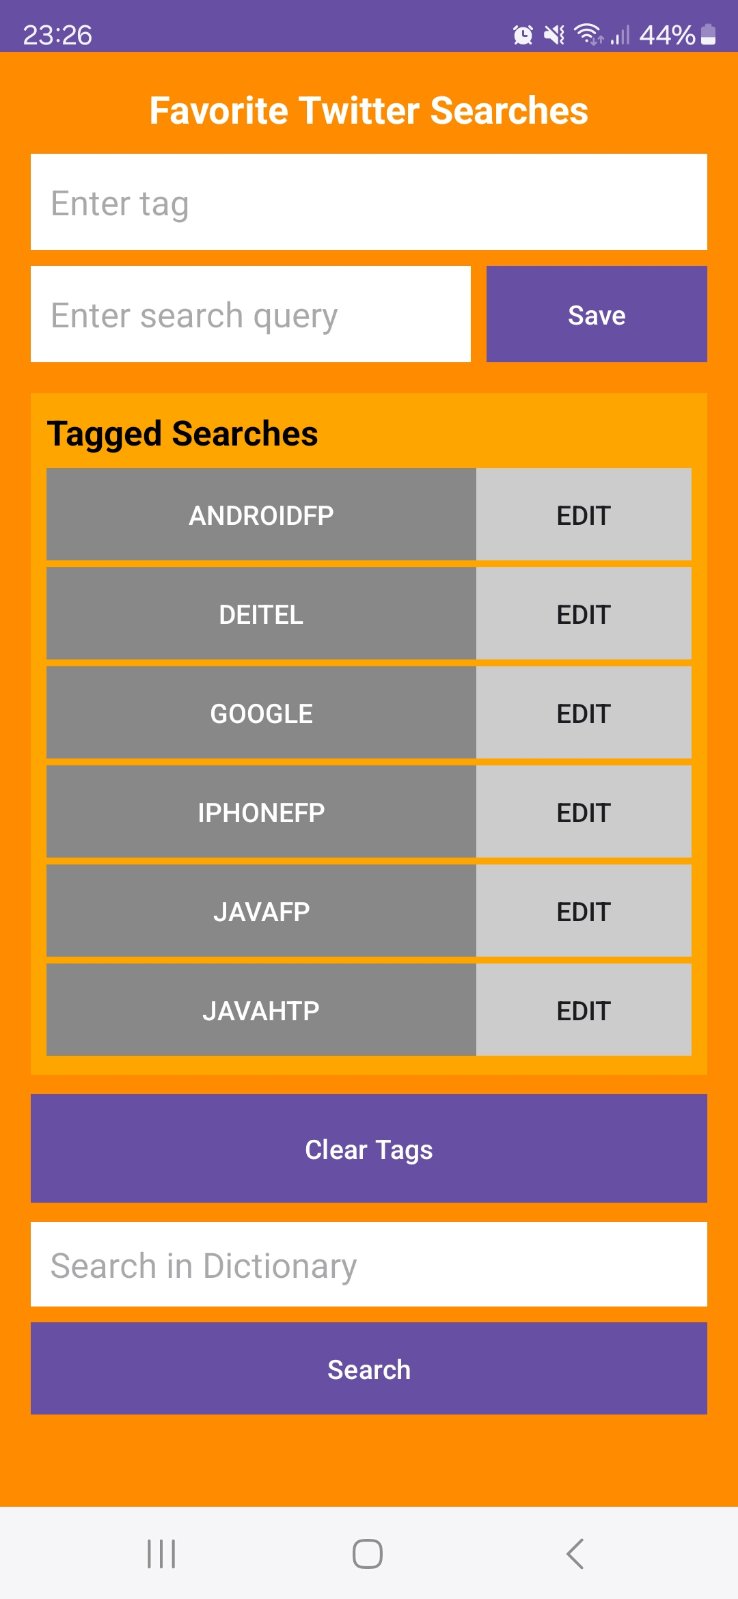 23:26 44%
Favorite Twitter Searches
Enter tag
Enter search query Save
Tagged Searches
ANDROIDFP EDIT
DEITEL EDIT
GOOGLE EDIT
IPHONEFP EDIT
JAVAFP EDIT
JAVAHTP EDIT
Clear Tags
Search in Dictionary
Search